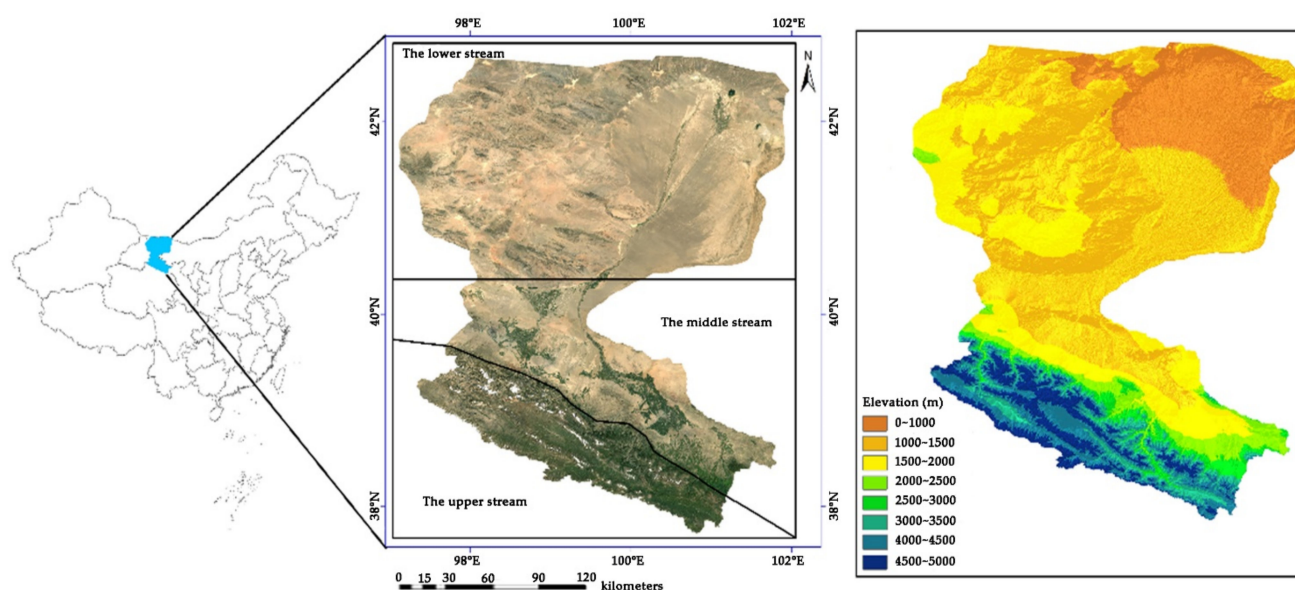 98°E
100°E
102°E
The lower stream
N
42°N
42°N
The middle stream
40°N
40°N
The upper stream
38°N
38°N
98°E
100°E
102°E
0 15 30 60 90 120
kilometers
Elevation (m)
0~1000
1000~1500
1500~2000
2000~2500
2500~3000
3000~3500
4000~4500
4500~5000